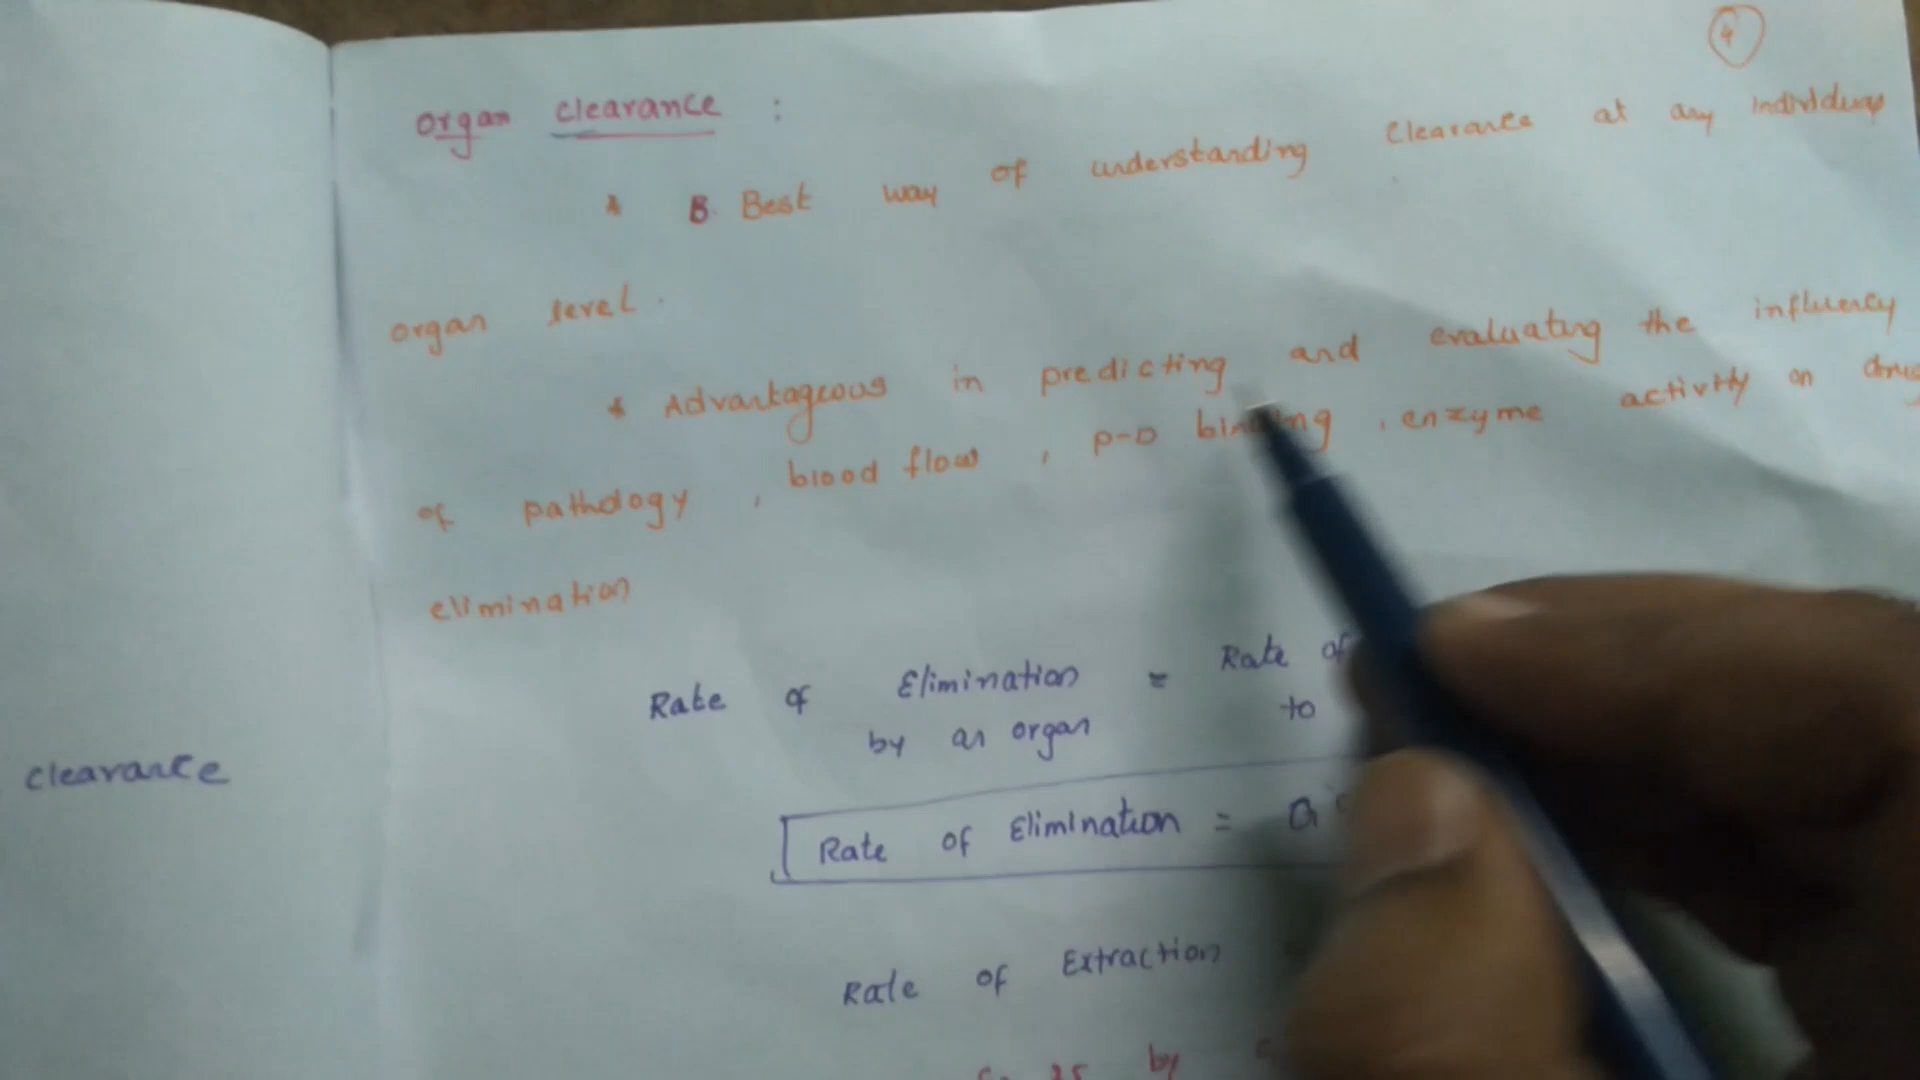 4
Organ clearance :
* B. Best way of understanding Clearance at any individual
organ level.
* Advantageous in predicting and evaluating the influency
of pathology, blood flow, P-D binding, enzyme activity on drug
elimination
Rate of Elimination = Rate of
by an organ to
Rate of Elimination = Q
Rate of Extraction
by
clearance